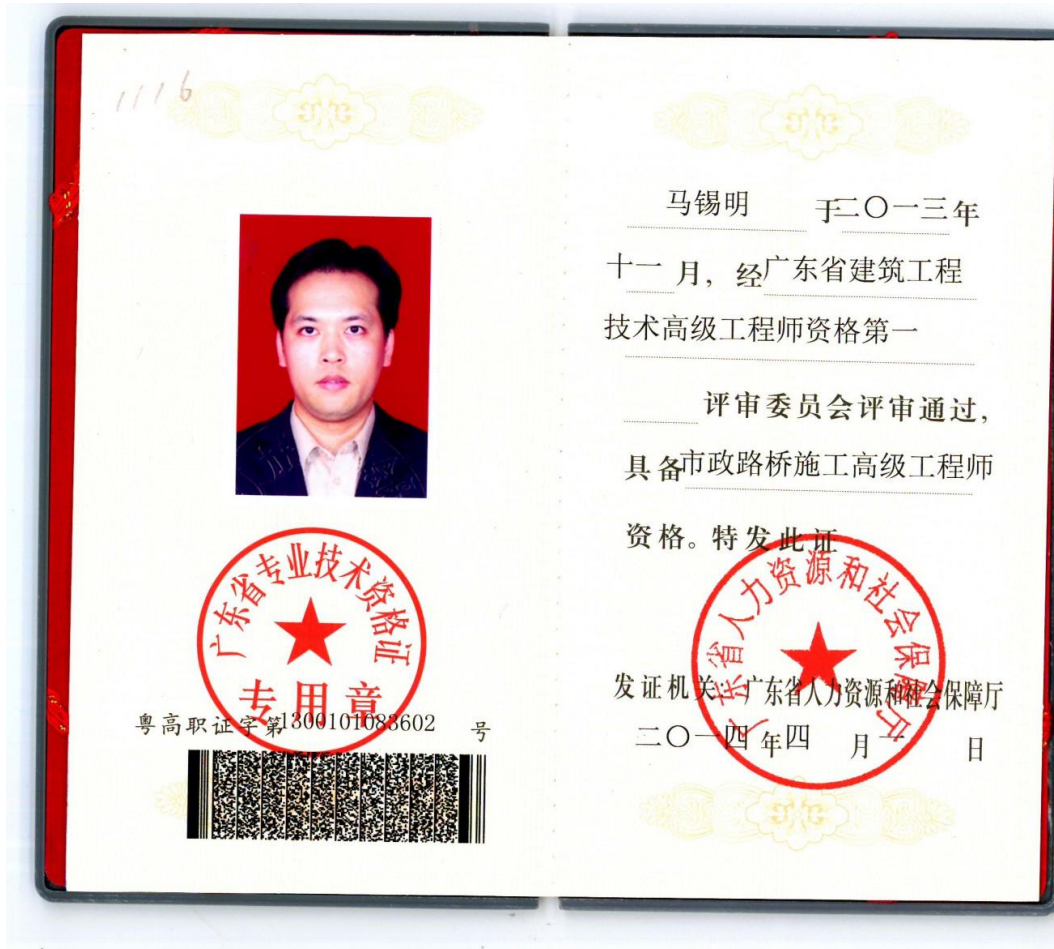 1116
广东省专业技术资格证
专用章
粤高职证字第1300101083602 号
马锡明 于二〇一三年
十一月，经广东省建筑工程
技术高级工程师资格第一
评审委员会评审通过，
具备市政路桥施工高级工程师
资格。特发此证
广东省人力资源和社会保障厅
发证机关：广东省人力资源和社会保障厅
二〇一四年四月一日